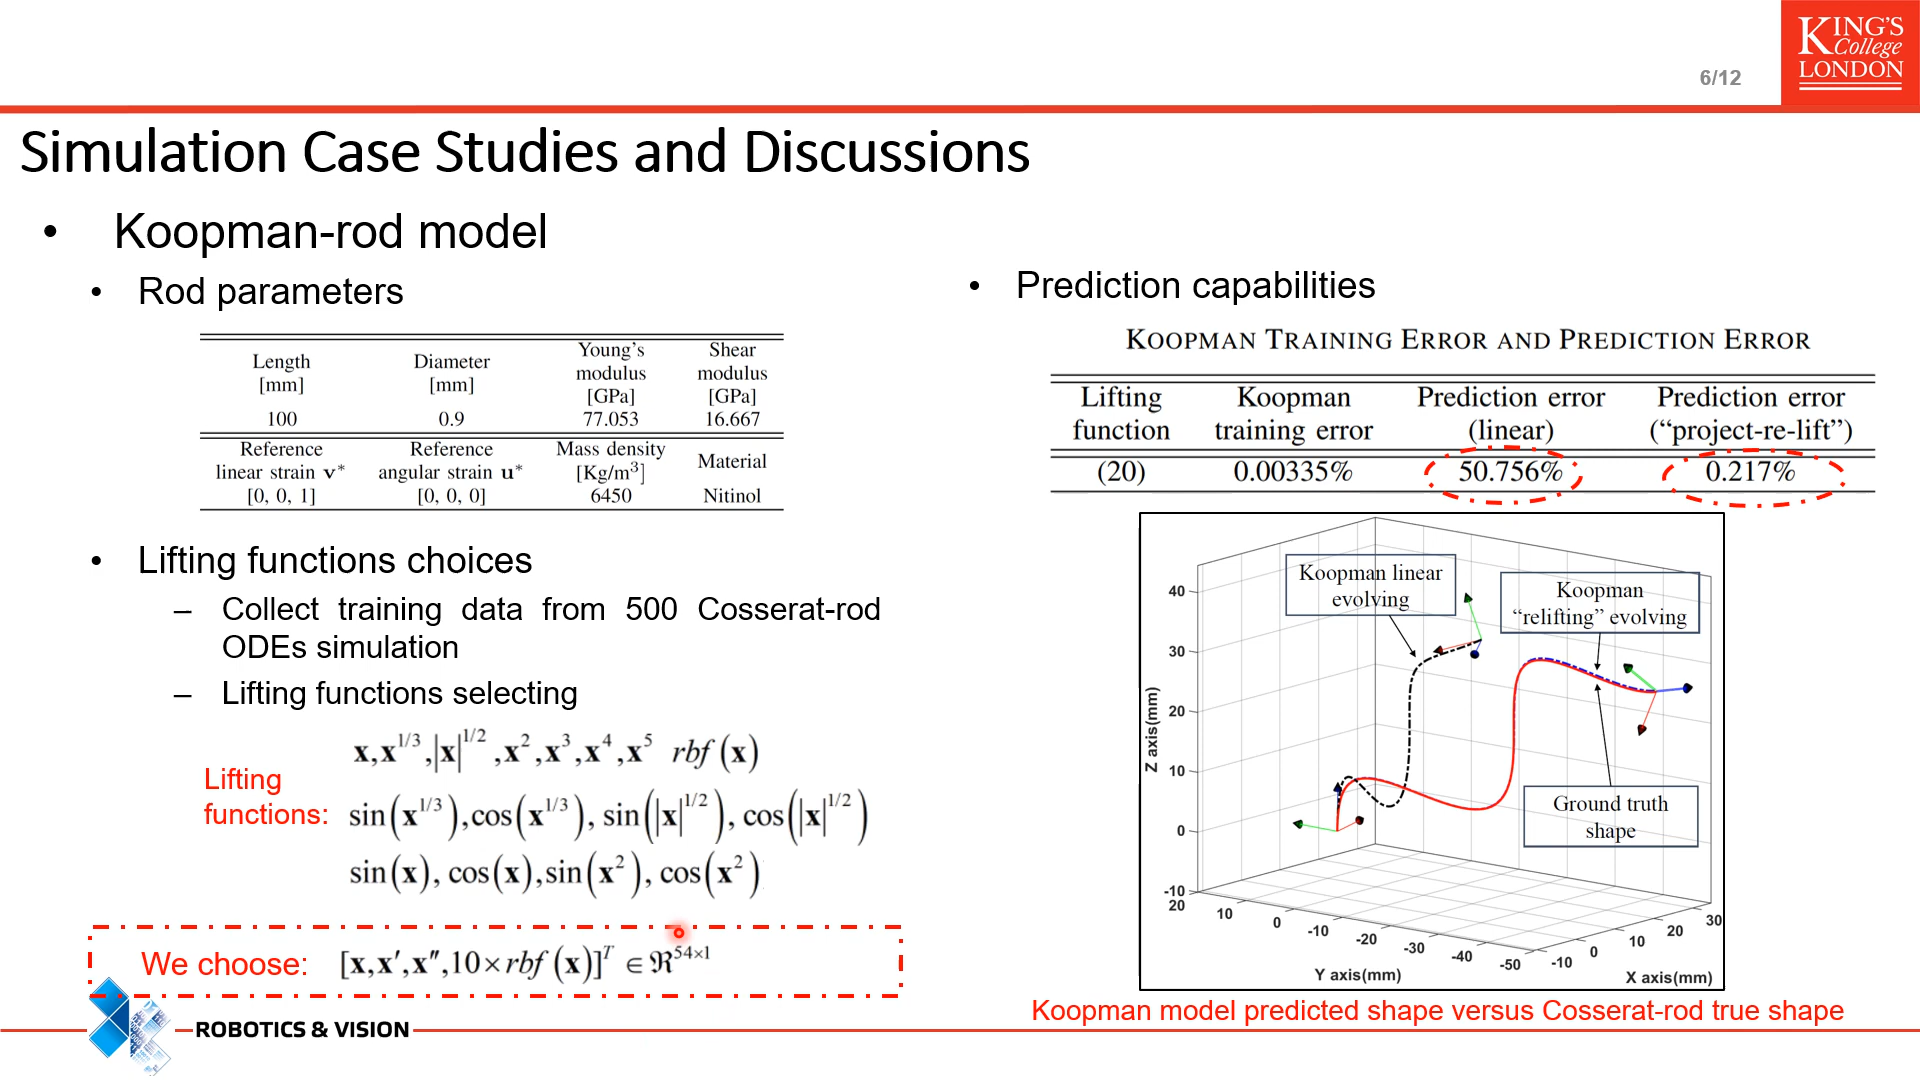 KING'S
College
LONDON
6/12
Simulation Case Studies and Discussions
• Koopman-rod model
• Rod parameters
Length [mm] Diameter [mm] Young's modulus [GPa] Shear modulus [GPa]
100 0.9 77.053 16.667
Reference linear strain v* Reference angular strain u* Mass density [Kg/m³] Material
[0, 0, 1] [0, 0, 0] 6450 Nitinol
• Lifting functions choices
– Collect training data from 500 Cosserat-rod
ODEs simulation
– Lifting functions selecting
Lifting
functions:
x,x^{1/3},|x|^{1/2},x²,x³,x⁴,x⁵ rbf(x)
sin(x^{1/3}),cos(x^{1/3}), sin(|x|^{1/2}), cos(|x|^{1/2})
sin(x), cos(x),sin(x²), cos(x²)
We choose: [x,x′,x″,10×rbf(x)]^T ∈ℜ^{54×1}
ROBOTICS & VISION
• Prediction capabilities
KOOPMAN TRAINING ERROR AND PREDICTION ERROR
Lifting function Koopman training error Prediction error (linear) Prediction error (“project-re-lift”)
(20) 0.00335% 50.756% 0.217%
Koopman linear
evolving
Koopman
“relifting” evolving
Ground truth
shape
Z axis(mm)
40
30
20
10
0
-10
20
10
0
-10
-20
-30
-40
-50
Y axis(mm)
-10
0
10
20
30
X axis(mm)
Koopman model predicted shape versus Cosserat-rod true shape